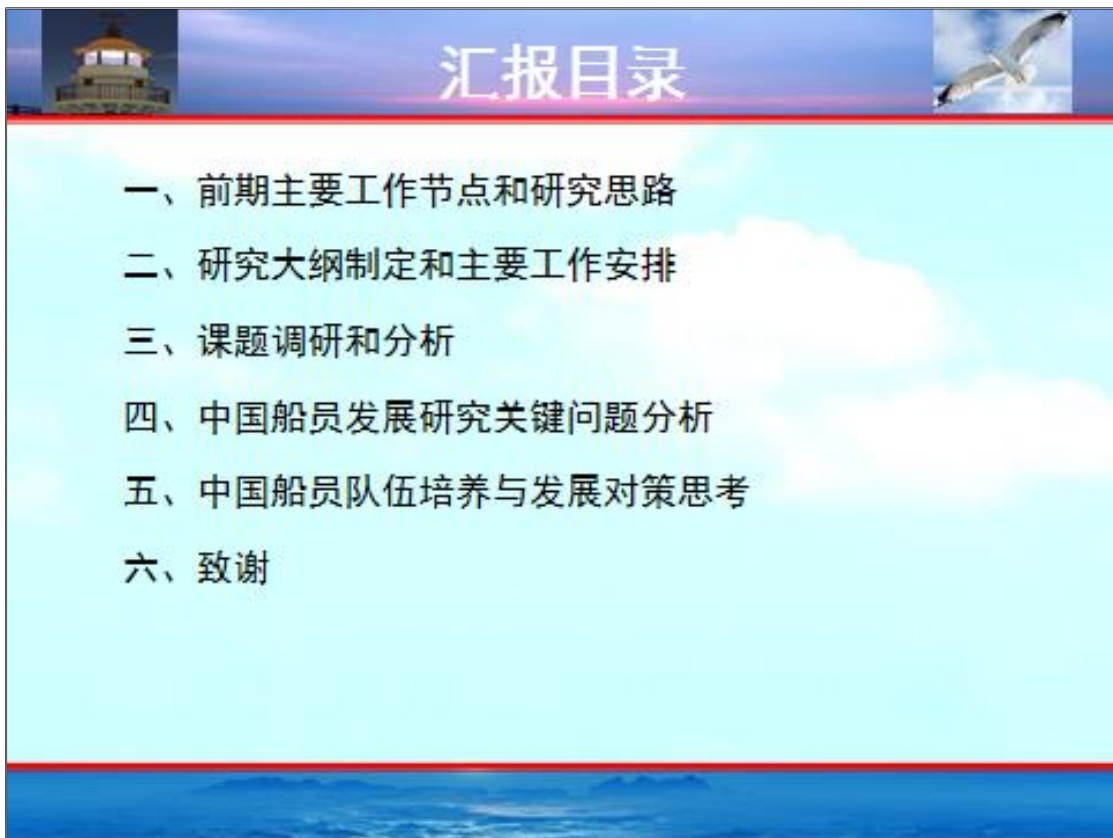 汇报目录
一、前期主要工作节点和研究思路
二、研究大纲制定和主要工作安排
三、课题调研和分析
四、中国船员发展研究关键问题分析
五、中国船员队伍培养与发展对策思考
六、致谢